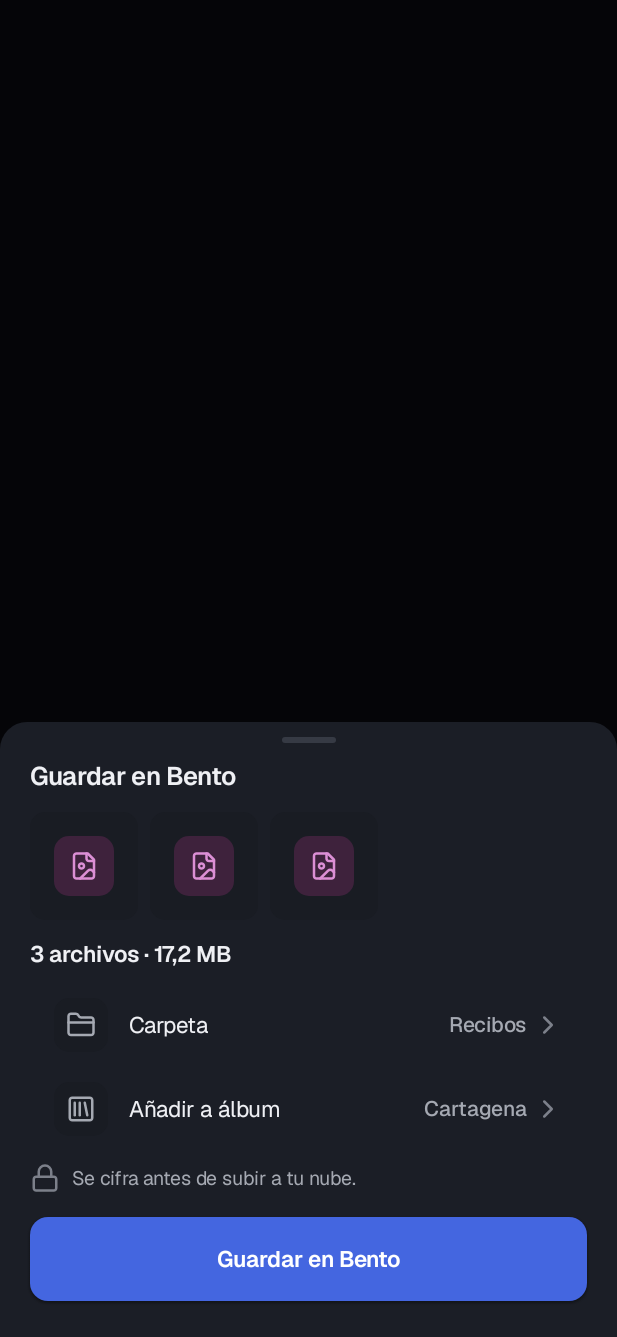 Guardar en Bento
3 archivos · 17,2 MB
Carpeta Recibos
Añadir a álbum Cartagena
Se cifra antes de subir a tu nube.
Guardar en Bento